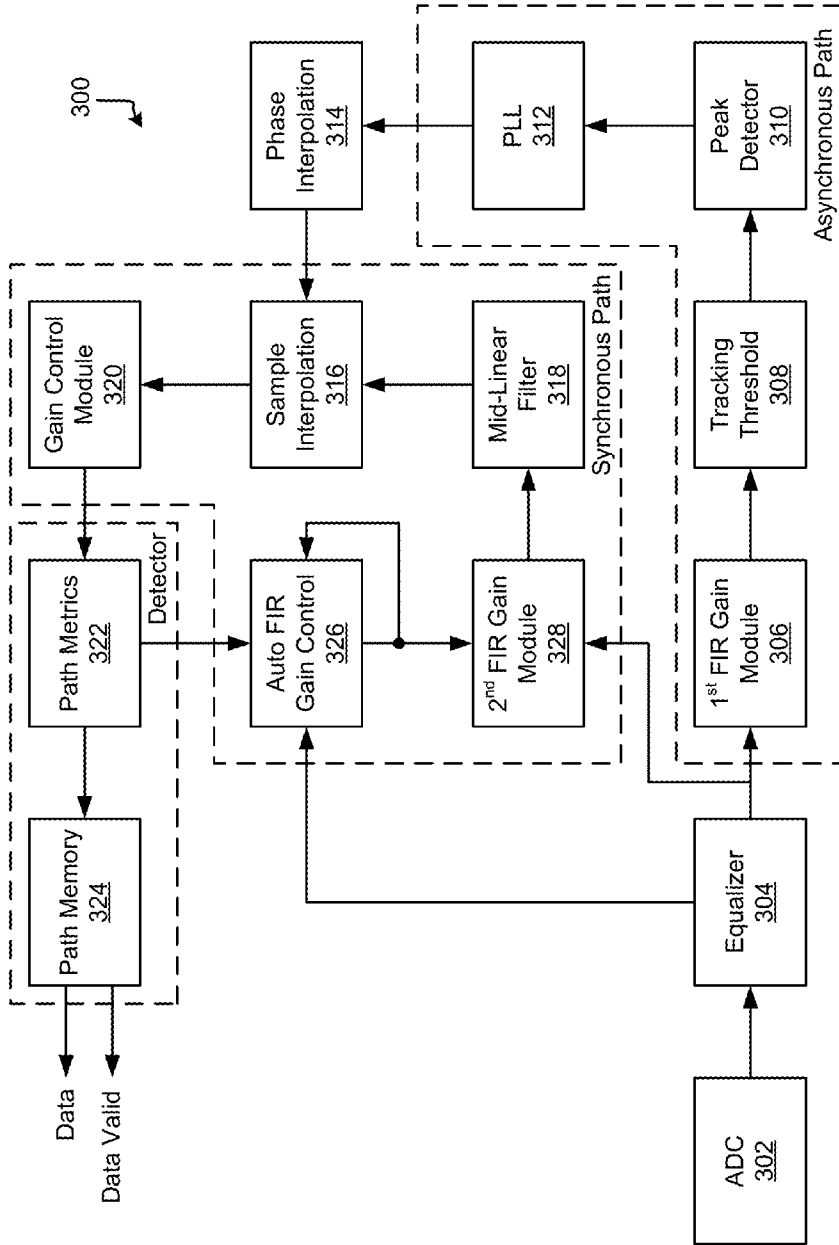 300
Data
Data Valid
Path Memory
324
Path Metrics
322
Detector
Gain Control
Module
320
Auto FIR
Gain Control
326
Sample
Interpolation
316
Phase
Interpolation
314
2nd FIR Gain
Module
328
Mid-Linear
Filter
318
Synchronous Path
PLL
312
ADC
302
Equalizer
304
1st FIR Gain
Module
306
Tracking
Threshold
308
Peak
Detector
310
Asynchronous Path